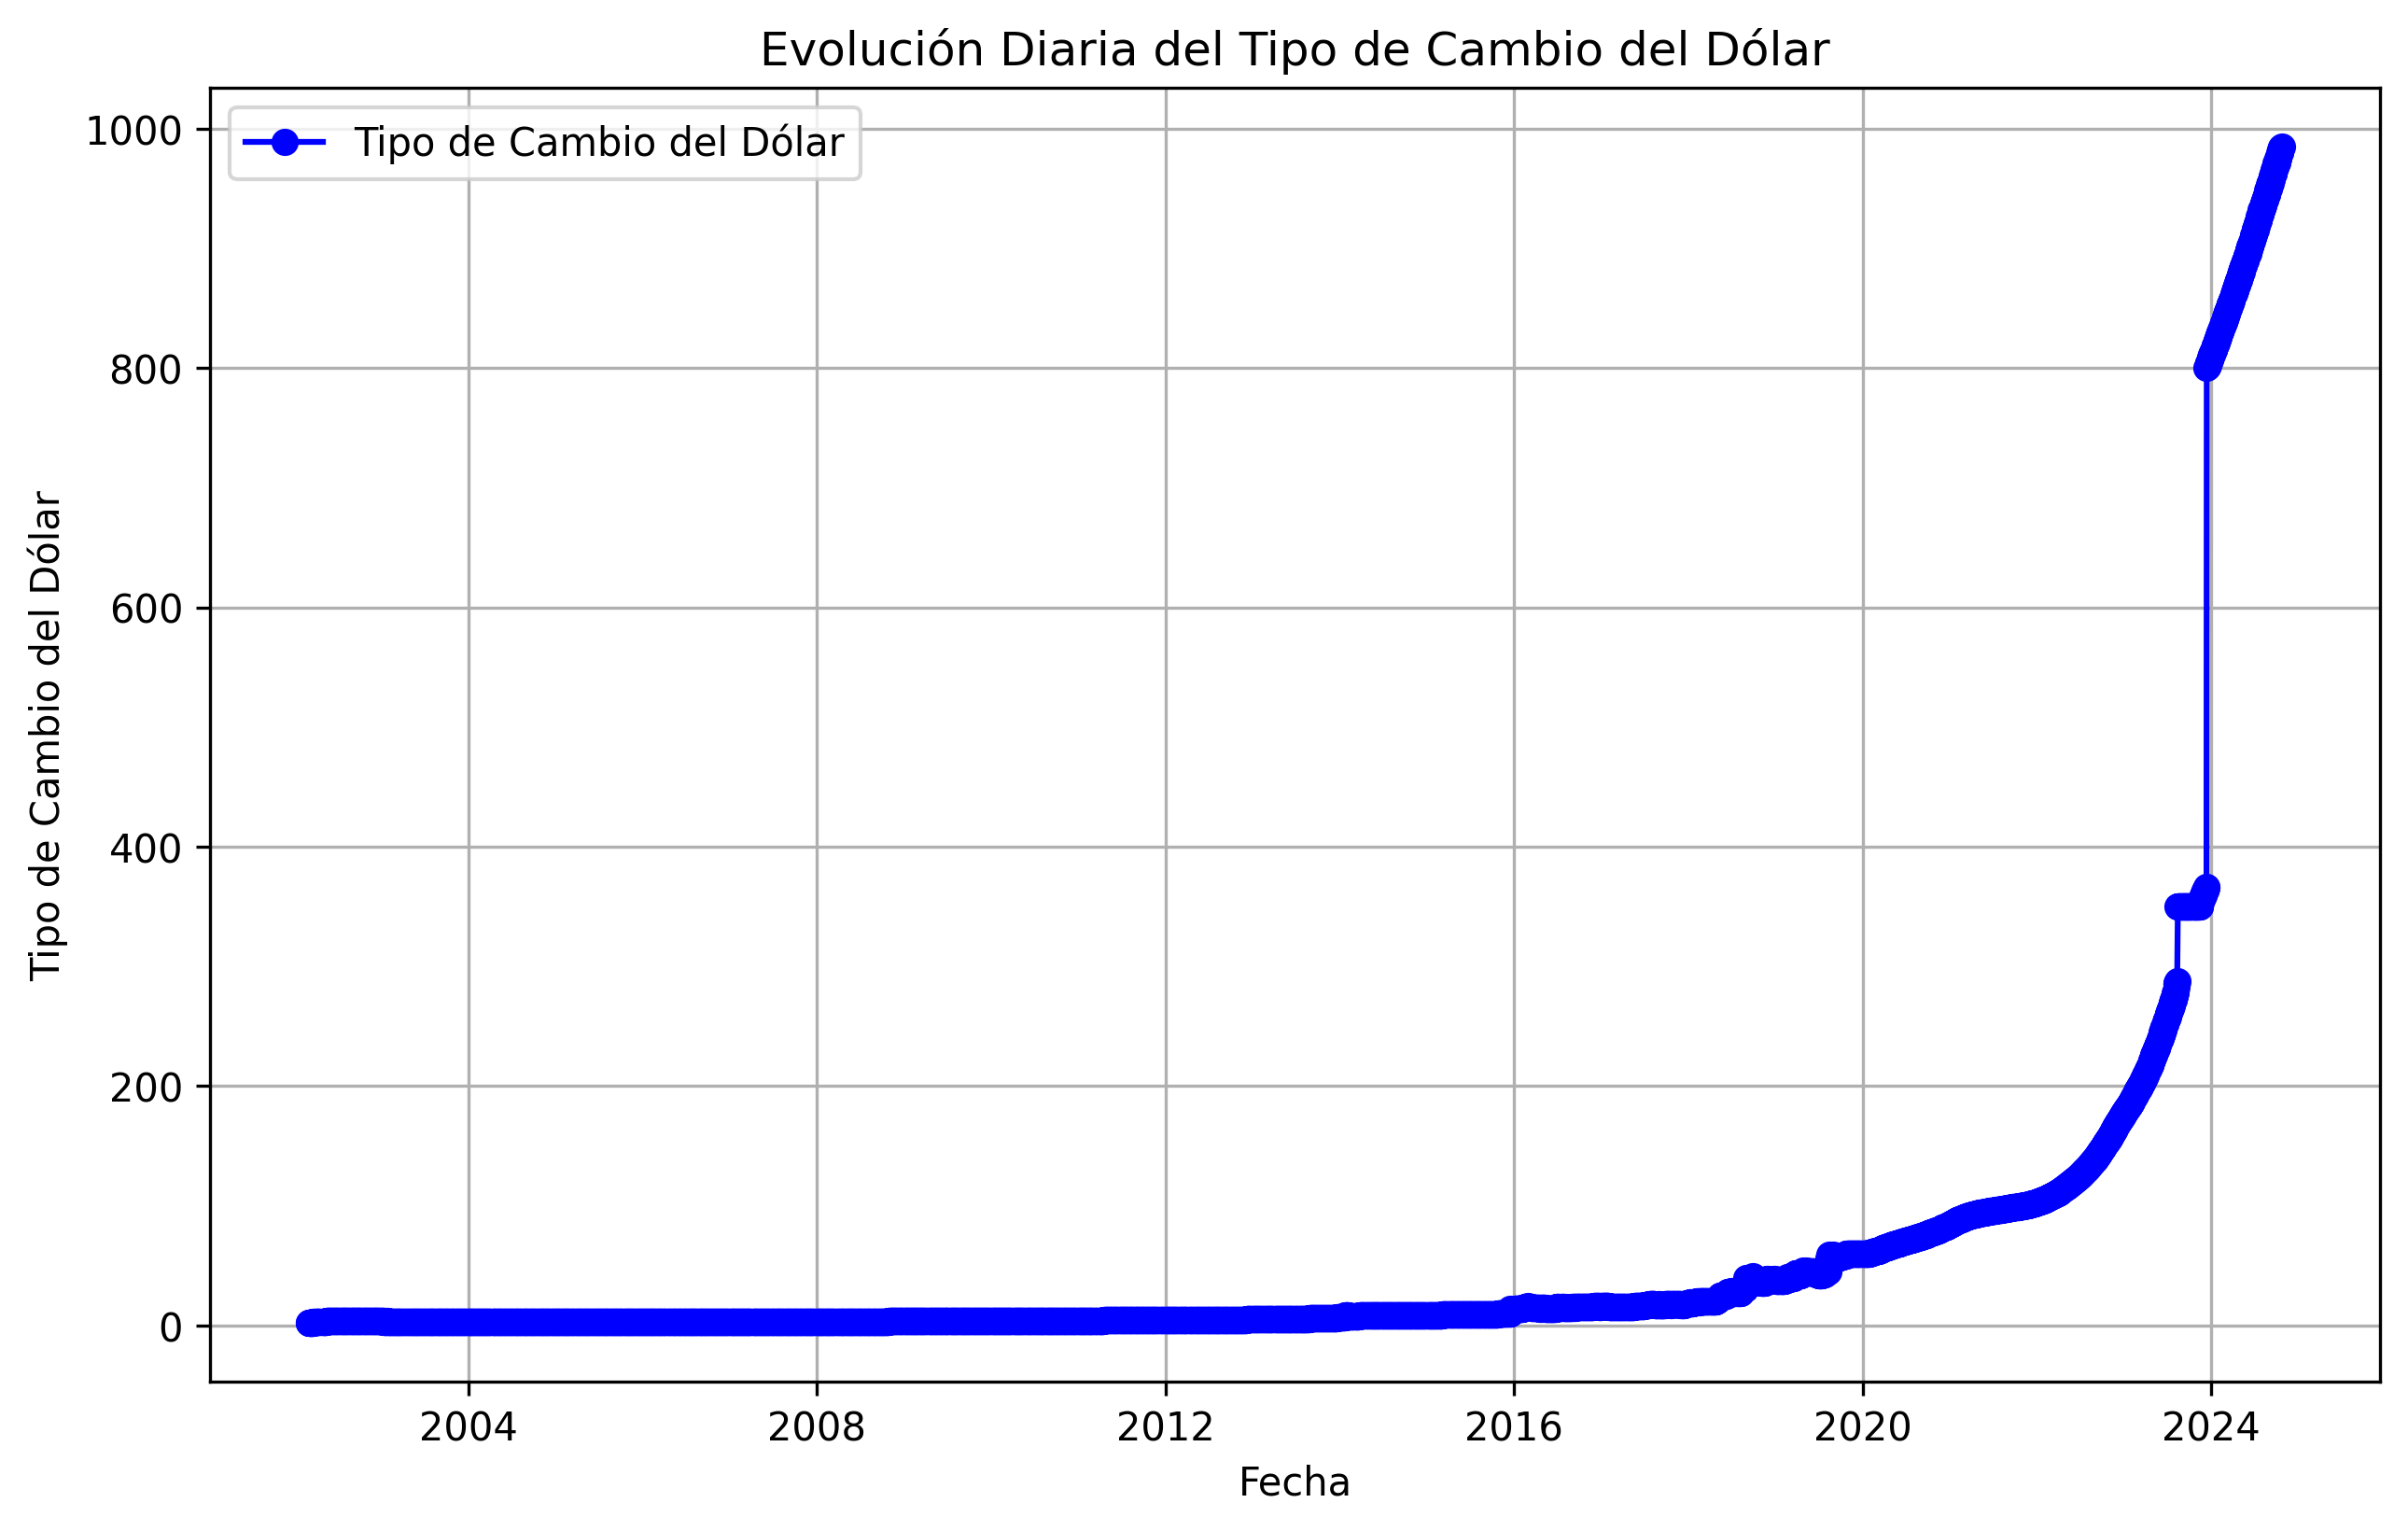 Evolución Diaria del Tipo de Cambio del Dólar
Tipo de Cambio del Dólar
Tipo de Cambio del Dólar
1000
800
600
400
200
0
2004 2008 2012 2016 2020 2024
Fecha